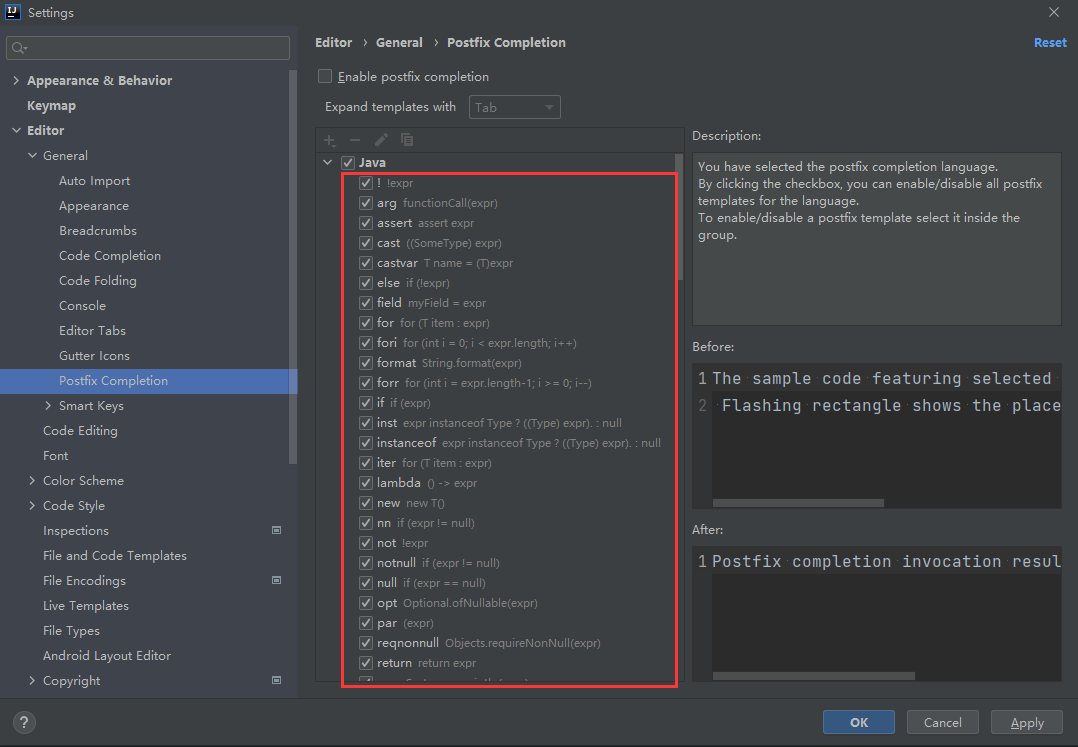 Settings
Appearance & Behavior
Keymap
Editor
General
Auto Import
Appearance
Breadcrumbs
Code Completion
Code Folding
Console
Editor Tabs
Gutter Icons
Postfix Completion
Smart Keys
Code Editing
Font
Color Scheme
Code Style
Inspections
File and Code Templates
File Encodings
Live Templates
File Types
Android Layout Editor
Copyright
Editor › General › Postfix Completion
Reset
Enable postfix completion
Expand templates with Tab
Java
! !expr
arg functionCall(expr)
assert assert expr
cast ((SomeType) expr)
castvar T name = (T)expr
else if (!expr)
field myField = expr
for for (T item : expr)
fori for (int i = 0; i < expr.length; i++)
format String.format(expr)
forr for (int i = expr.length-1; i >= 0; i--)
if if (expr)
inst expr instanceof Type ? ((Type) expr). : null
instanceof expr instanceof Type ? ((Type) expr). : null
iter for (T item : expr)
lambda () -> expr
new new T()
nn if (expr != null)
not !expr
notnull if (expr != null)
null if (expr == null)
opt Optional.ofNullable(expr)
par (expr)
reqnonnull Objects.requireNonNull(expr)
return return expr
Description:
You have selected the postfix completion language.
By clicking the checkbox, you can enable/disable all postfix
templates for the language.
To enable/disable a postfix template select it inside the
group.
Before:
1 The sample code featuring selected
2 Flashing rectangle shows the place
After:
1 Postfix completion invocation resul
?
OK
Cancel
Apply